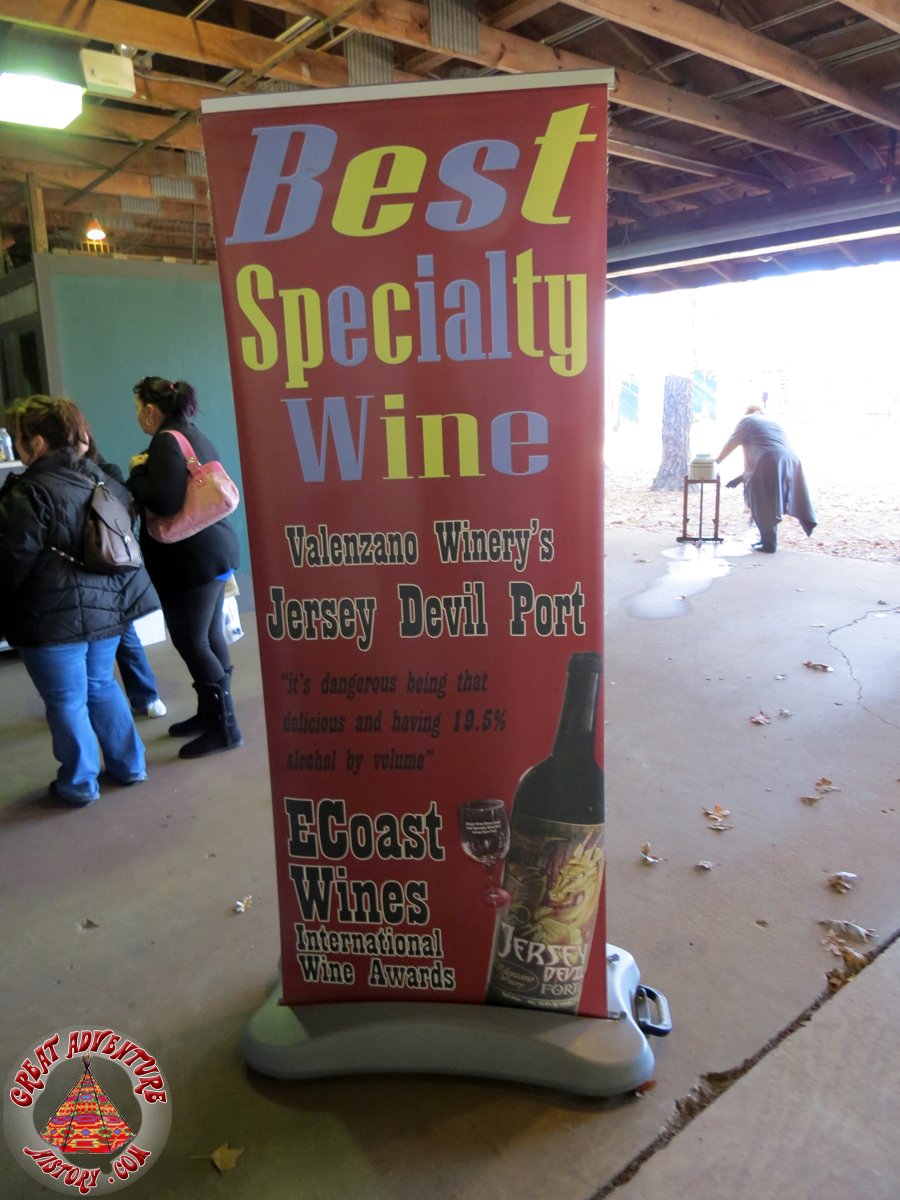 Best
Specialty
Wine
Valenzano Winery's
Jersey Devil Port
"it's dangerous being that
delicious and having 19.5%
alcohol by volume"
ECoast
Wines
International
Wine Awards
JERSEY
DEVIL
GREAT ADVENTURE
HISTORY.COM